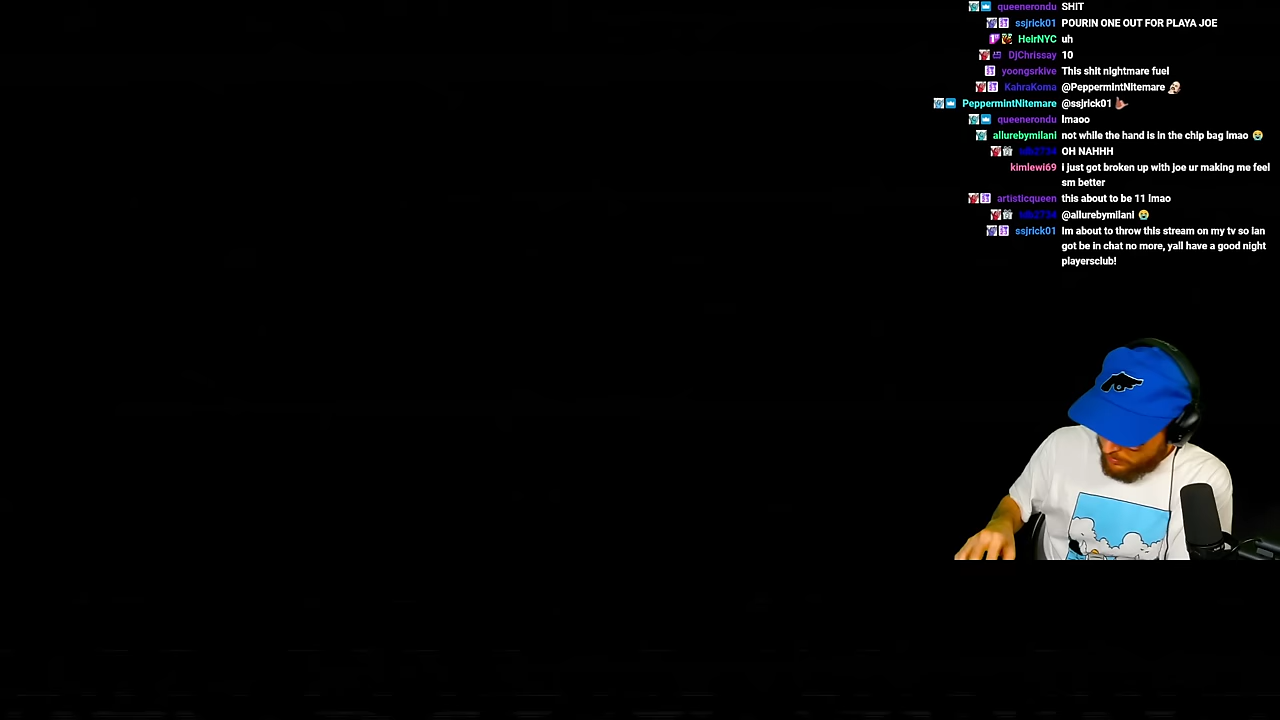 queenerondu SHIT
ssjrick01 POURIN ONE OUT FOR PLAYA JOE
HeirNYC uh
DjChrissay 10
yoongsrkive This shit nightmare fuel
KahraKoma @PeppermintNitemare
PeppermintNitemare @ssjrick01 🤙🏽
queenerondu lmaoo
allurebymilani not while the hand is in the chip bag lmao 😭
OH NAHHH
kimlewi69 i just got broken up with joe ur making me feel
sm better
artisticqueen this about to be 11 lmao
@allurebymilani 😭
ssjrick01 Im about to throw this stream on my tv so Ian
got be in chat no more, yall have a good night
playersclub!